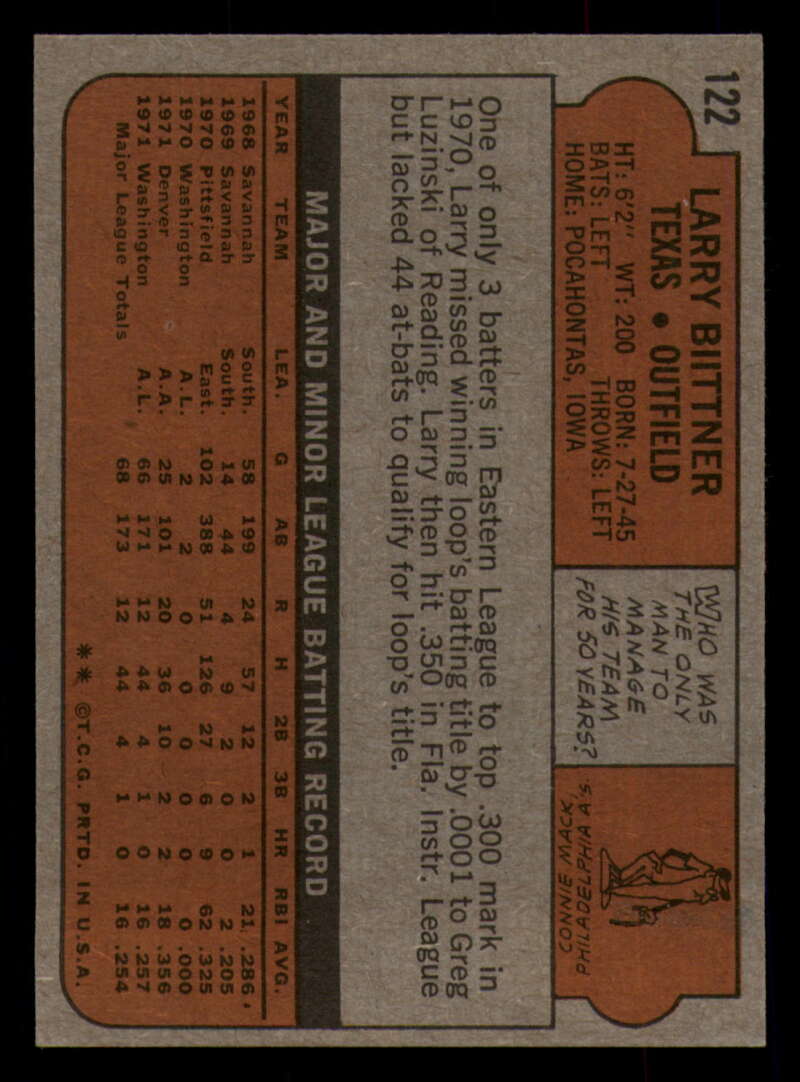 122
LARRY BIITTNER
TEXAS • OUTFIELD
HT: 6'2" WT: 200 BORN: 7-27-45
BATS: LEFT THROWS: LEFT
HOME: POCAHONTAS, IOWA
WHO WAS
THE ONLY
MAN TO
MANAGE
HIS TEAM
FOR 50 YEARS?
CONNIE MACK
PHILADELPHIA A'S
One of only 3 batters in Eastern League to top .300 mark in
1970, Larry missed winning loop's batting title by .0001 to Greg
Luzinski of Reading. Larry then hit .350 in Fla. Instr. League
but lacked 44 at-bats to qualify for loop's title.
MAJOR AND MINOR LEAGUE BATTING RECORD
YEAR TEAM LEA. G AB R H 2B 3B HR RBI AVG.
1968 Savannah South. 58 199 24 57 12 2 1 21 .286
1969 Savannah South. 14 44 4 9 2 0 0 2 .205
1970 Pittsfield East. 102 388 51 126 27 6 9 62 .325
1970 Washington A.L. 2 2 0 0 0 0 0 0 .000
1971 Denver A.A. 25 101 20 36 10 2 2 18 .356
1971 Washington A.L. 66 171 12 44 4 1 0 16 .257
Major League Totals 68 173 12 44 4 1 0 16 .254
** ©T.C.G. PRTD. IN U.S.A.